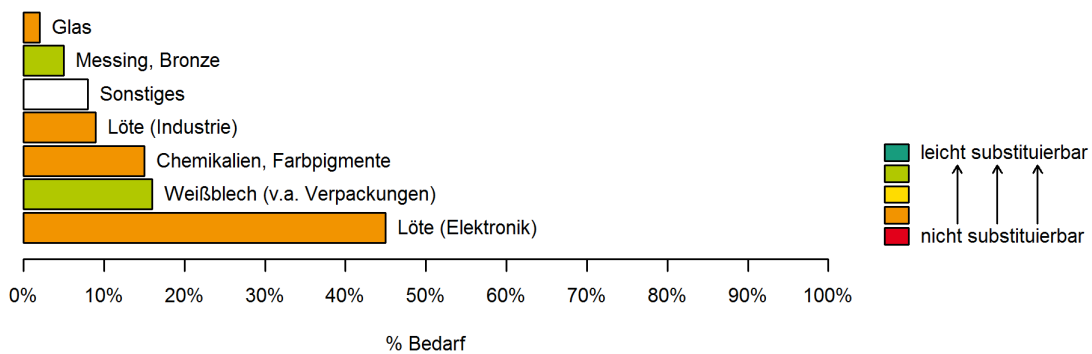 Glas
Messing, Bronze
Sonstiges
Löte (Industrie)
Chemikalien, Farbpigmente
Weißblech (v.a. Verpackungen)
Löte (Elektronik)
0% 10% 20% 30% 40% 50% 60% 70% 80% 90% 100%
% Bedarf
leicht substituierbar
nicht substituierbar